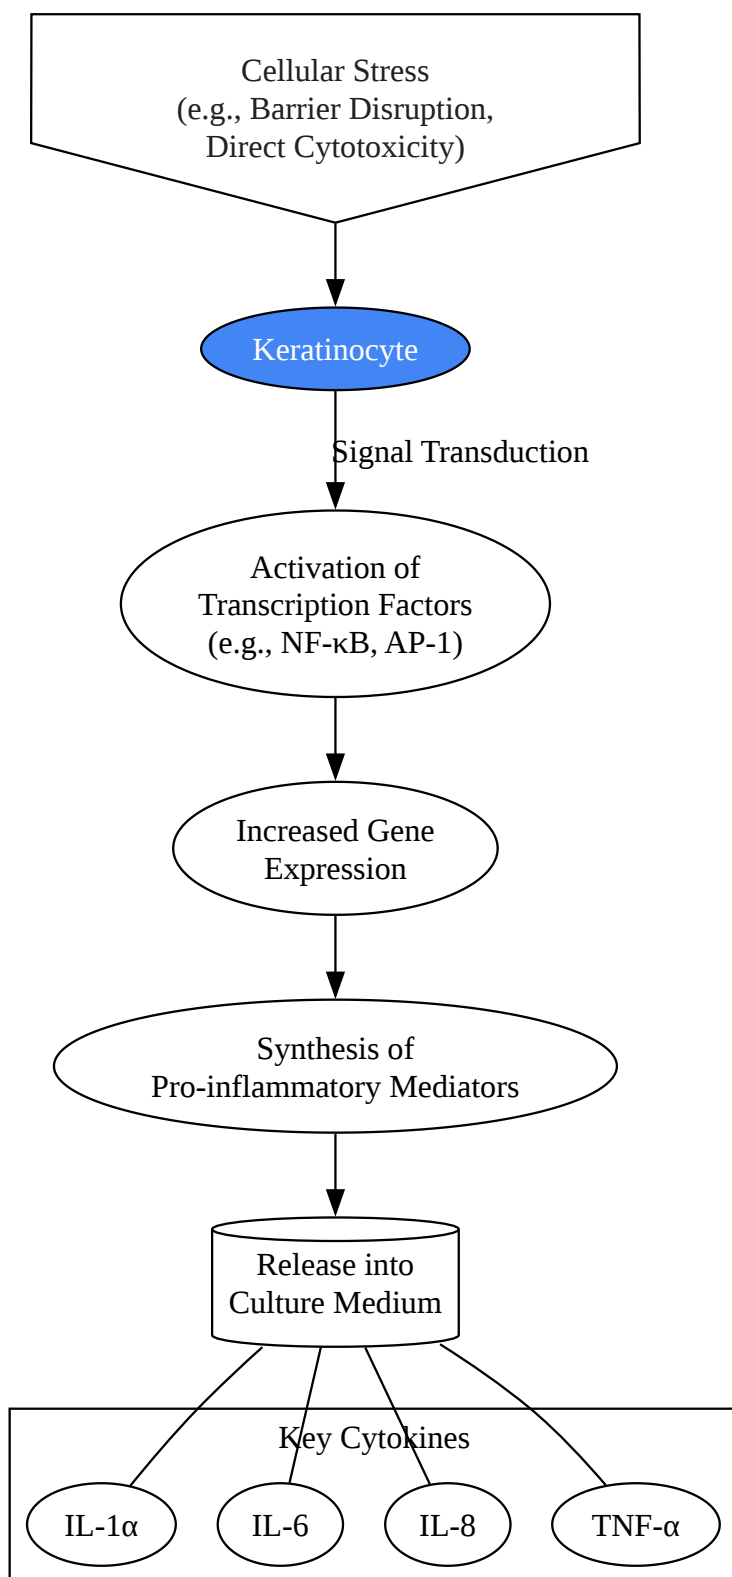 Cellular Stress
(e.g., Barrier Disruption,
Direct Cytotoxicity)
Keratinocyte
Signal Transduction
Activation of
Transcription Factors
(e.g., NF-κB, AP-1)
Increased Gene
Expression
Synthesis of
Pro-inflammatory Mediators
Release into
Culture Medium
Key Cytokines
IL-1α
IL-6
IL-8
TNF-α